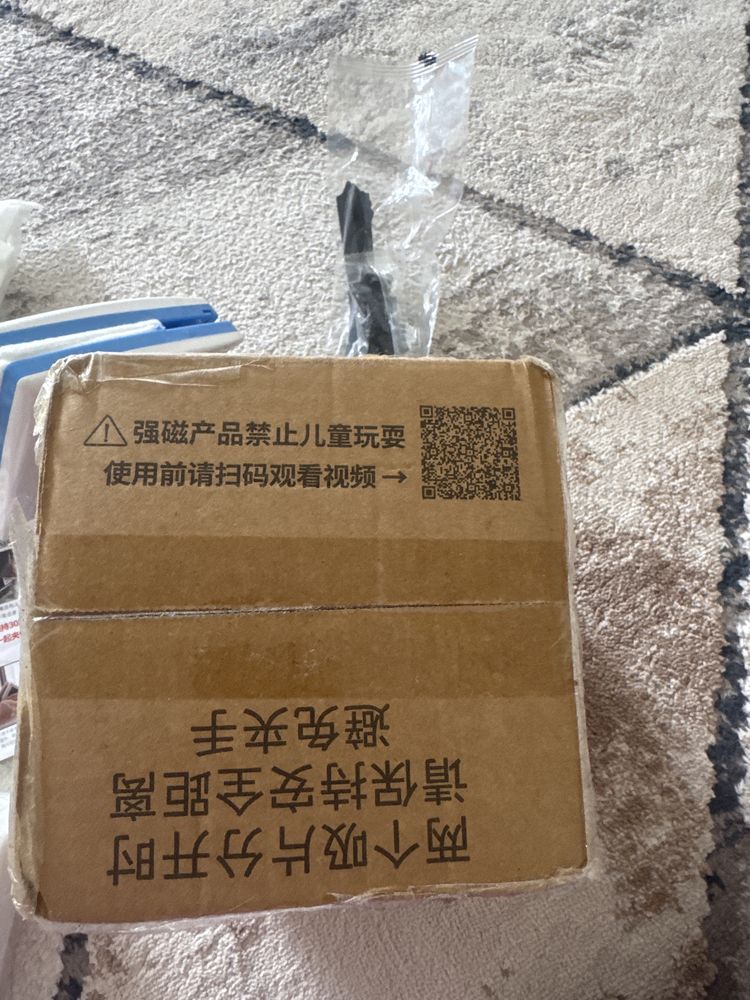 ⚠强磁产品禁止儿童玩耍
使用前请扫码观看视频→
两个吸片分开时
请保持安全距离
避免夹手